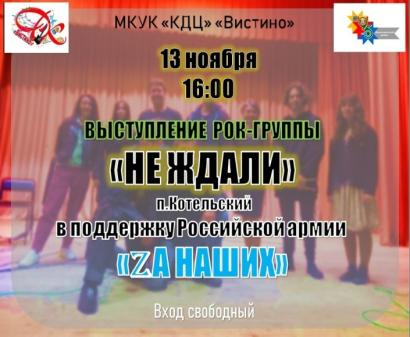 МКУК «КДЦ» «Вистино»
13 ноября
16:00
ВЫСТУПЛЕНИЕ РОК-ГРУППЫ
«НЕ ЖДАЛИ»
п.Котельский
в поддержку Российской армии
«ZА НАШИХ»
Вход свободный